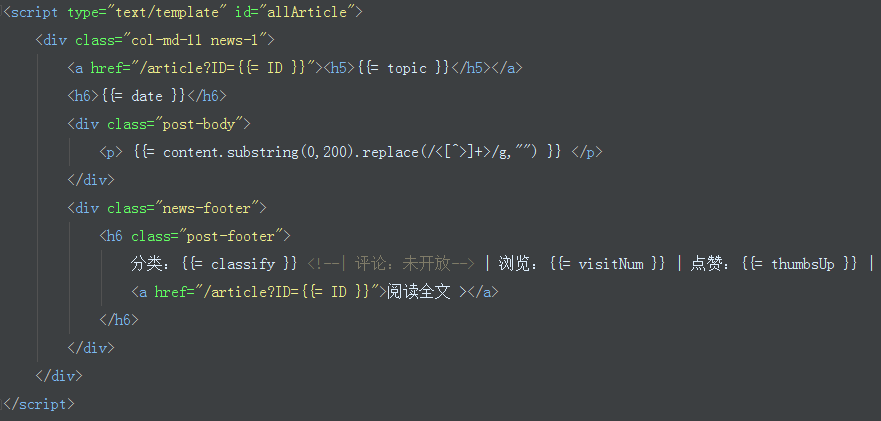 <script type="text/template" id="allArticle">
<div class="col-md-11 news-1">
<a href="/article?ID={{= ID }}"><h5>{{= topic }}</h5></a>
<h6>{{= date }}</h6>
<div class="post-body">
<p> {{= content.substring(0,200).replace(/<[^>]+>/g,"") }} </p>
</div>
<div class="news-footer">
<h6 class="post-footer">
分类：{{= classify }} <!--| 评论：未开放--> | 浏览：{{= visitNum }} | 点赞：{{= thumbsUp }} |
<a href="/article?ID={{= ID }}">阅读全文 ></a>
</h6>
</div>
</div>
</script>